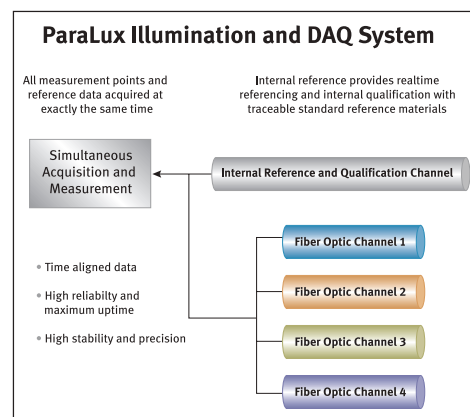 ParaLux Illumination and DAQ System
All measurement points and
reference data acquired at
exactly the same time
Internal reference provides realtime
referencing and internal qualification with
traceable standard reference materials
Simultaneous
Acquisition and
Measurement
Internal Reference and Qualification Channel
Fiber Optic Channel 1
Fiber Optic Channel 2
Fiber Optic Channel 3
Fiber Optic Channel 4
• Time aligned data
• High reliabilty and
maximum uptime
• High stability and precision